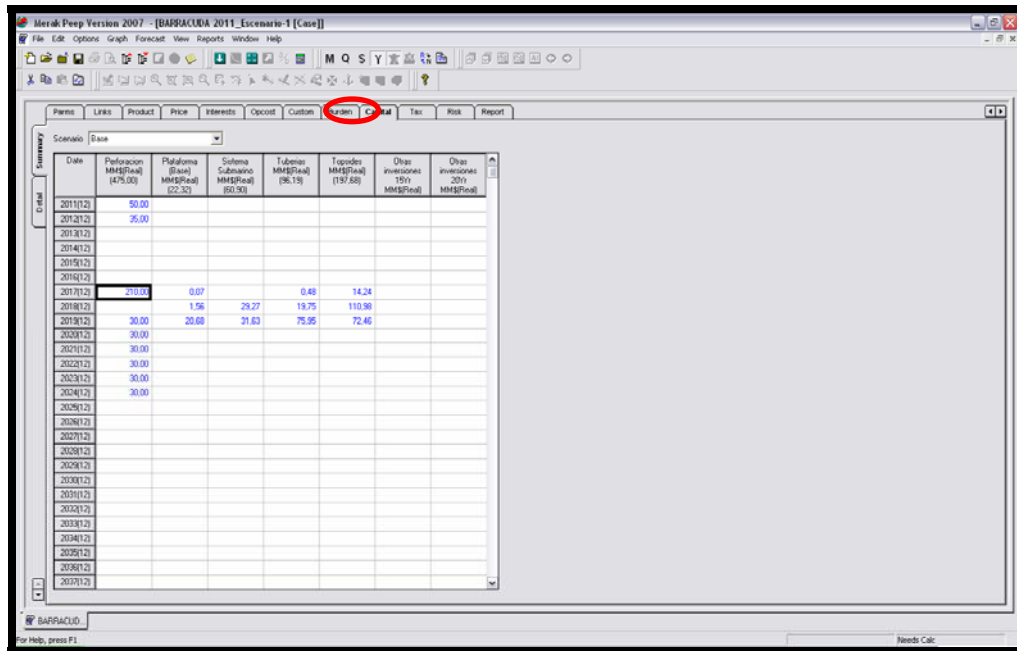 Merak Peep Version 2007 - [BARRACUDA 2011_Escenario-1 [Case]]
File Edit Options Graph Forecast View Reports Window Help
M Q S Y
Parms Links Product Price Interests Opcost Custom Burden Capital Tax Risk Report
Summary
Detail
Scenario Base
Date Perforacion MM$(Real) (475,00) Plataforma (Base) MM$(Real) (22,32) Sistema Submarino MM$(Real) (60,90) Tuberias MM$(Real) (96,19) Topsides MM$(Real) (197,68) Otras inversiones 15Yr MM$(Real) Otras inversiones 20Yr MM$(Real)
2011(12) 50,00
2012(12) 35,00
2013(12)
2014(12)
2015(12)
2016(12)
2017(12) 210,00 0,07 0,48 14,24
2018(12) 1,56 29,27 19,75 110,98
2019(12) 30,00 20,68 31,63 75,95 72,46
2020(12) 30,00
2021(12) 30,00
2022(12) 30,00
2023(12) 30,00
2024(12) 30,00
2025(12)
2026(12)
2027(12)
2028(12)
2029(12)
2030(12)
2031(12)
2032(12)
2033(12)
2034(12)
2035(12)
2036(12)
2037(12)
BARRACUD...
For Help, press F1
Needs Calc